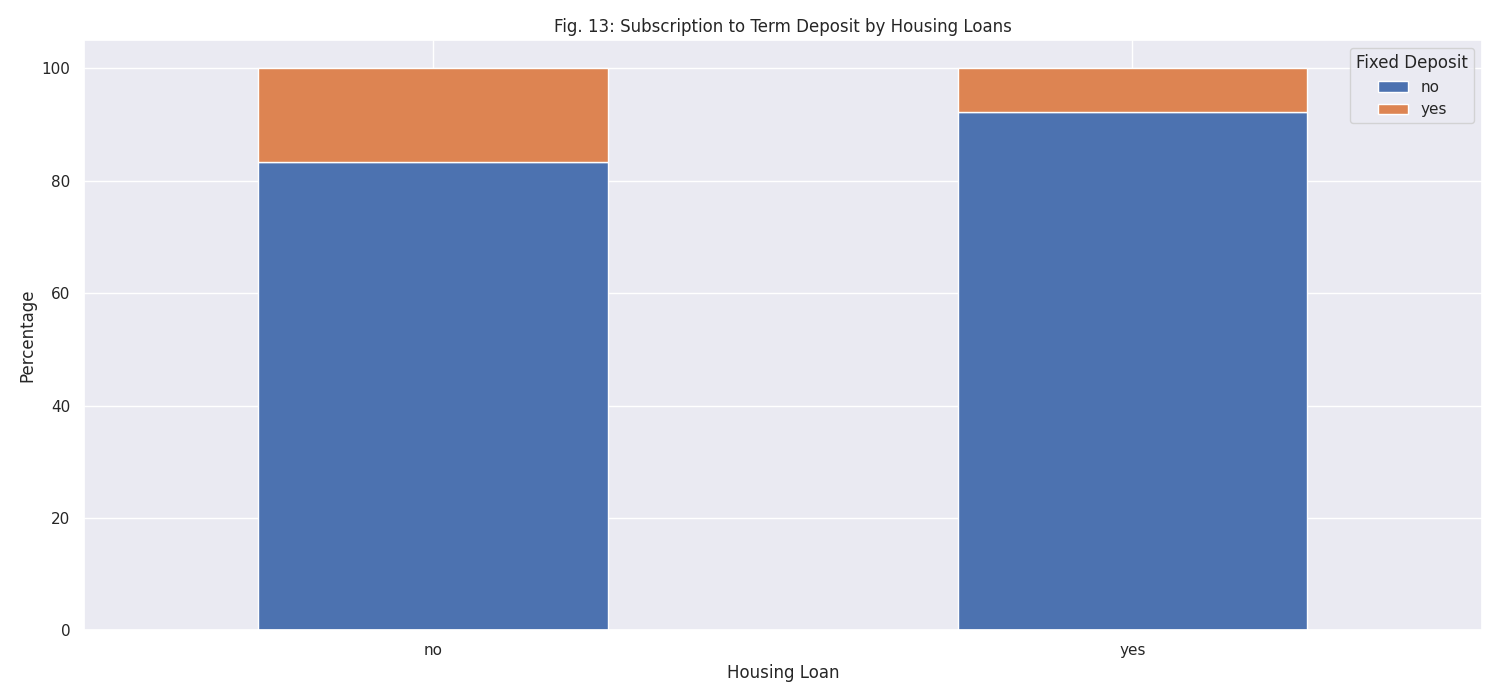 Fig. 13: Subscription to Term Deposit by Housing Loans
Fixed Deposit
no
yes
Percentage
100
80
60
40
20
0
no
yes
Housing Loan